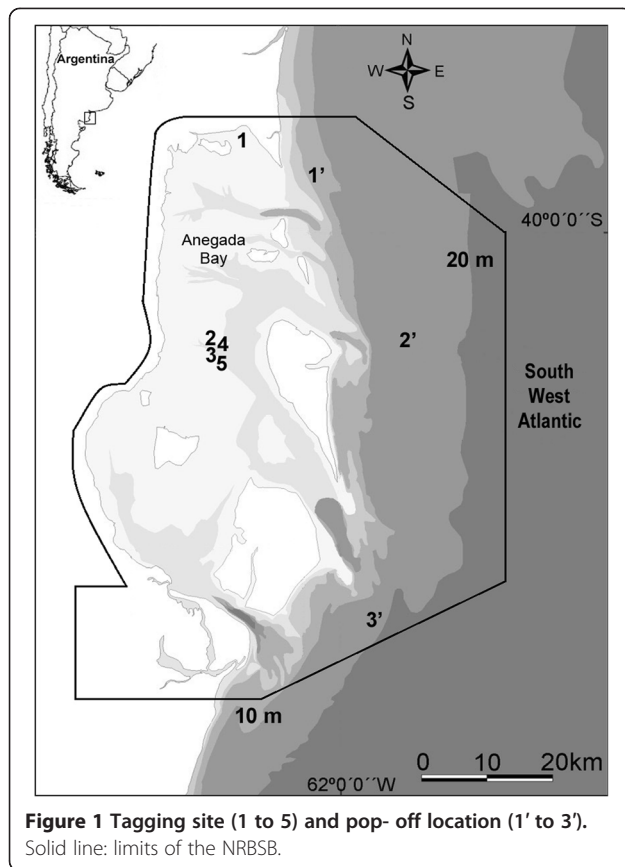 Argentina
N
W E
S
1
1'
40º0´0´´S
Anegada
Bay
20 m
2 4
3 5
2'
South
West
Atlantic
3'
10 m
0 10 20km
62º0´0´´W
Figure 1 Tagging site (1 to 5) and pop- off location (1′ to 3′).
Solid line: limits of the NRBSB.